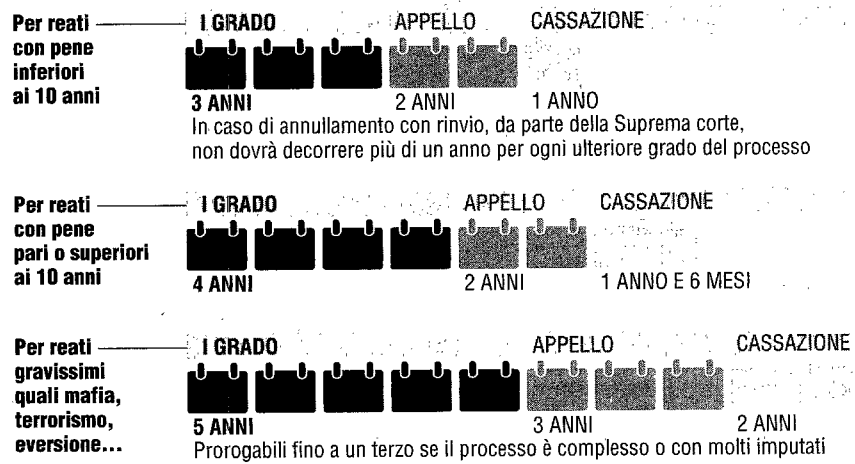 Per reati
con pene
inferiori
ai 10 anni
I GRADO
APPELLO
CASSAZIONE
3 ANNI
2 ANNI
1 ANNO
In caso di annullamento con rinvio, da parte della Suprema corte,
non dovrà decorrere più di un anno per ogni ulteriore grado del processo
Per reati
con pene
pari o superiori
ai 10 anni
I GRADO
APPELLO
CASSAZIONE
4 ANNI
2 ANNI
1 ANNO E 6 MESI
Per reati
gravissimi
quali mafia,
terrorismo,
eversione...
I GRADO
APPELLO
CASSAZIONE
5 ANNI
3 ANNI
2 ANNI
Prorogabili fino a un terzo se il processo è complesso o con molti imputati